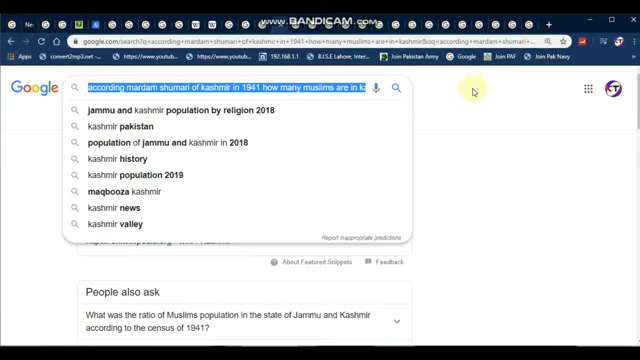 www.BANDICAM.com
google.com/search?q=according+mardam+shumari+of+kashmir+in+1941+how+many+muslims+are+in+kashmir&oq=according+mardam+shumari+
Apps
convert2mp3.net -
B.I.S.E Lahore, Inter...
Join Pakistan Army
Google
Join PAF
Join Pak Navy
Google
according mardam shumari of kashmir in 1941 how many muslims are in ka
jammu and kashmir population by religion 2018
kashmir pakistan
population of jammu and kashmir in 2018
kashmir history
kashmir population 2019
maqbooza kashmir
kashmir news
kashmir valley
Report inappropriate predictions
About Featured Snippets
Feedback
People also ask
What was the ratio of Muslims population in the state of Jammu and Kashmir
according to the census of 1941?